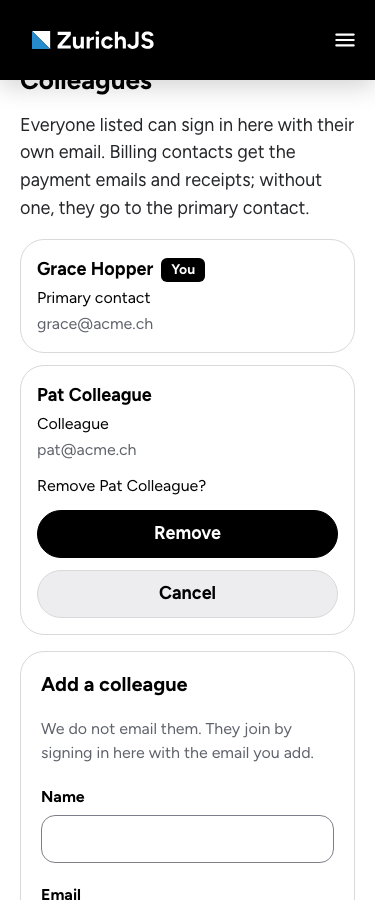 ZurichJS
Colleagues
Everyone listed can sign in here with their
own email. Billing contacts get the
payment emails and receipts; without
one, they go to the primary contact.
Grace Hopper You
Primary contact
grace@acme.ch
Pat Colleague
Colleague
pat@acme.ch
Remove Pat Colleague?
Remove
Cancel
Add a colleague
We do not email them. They join by
signing in here with the email you add.
Name
Email